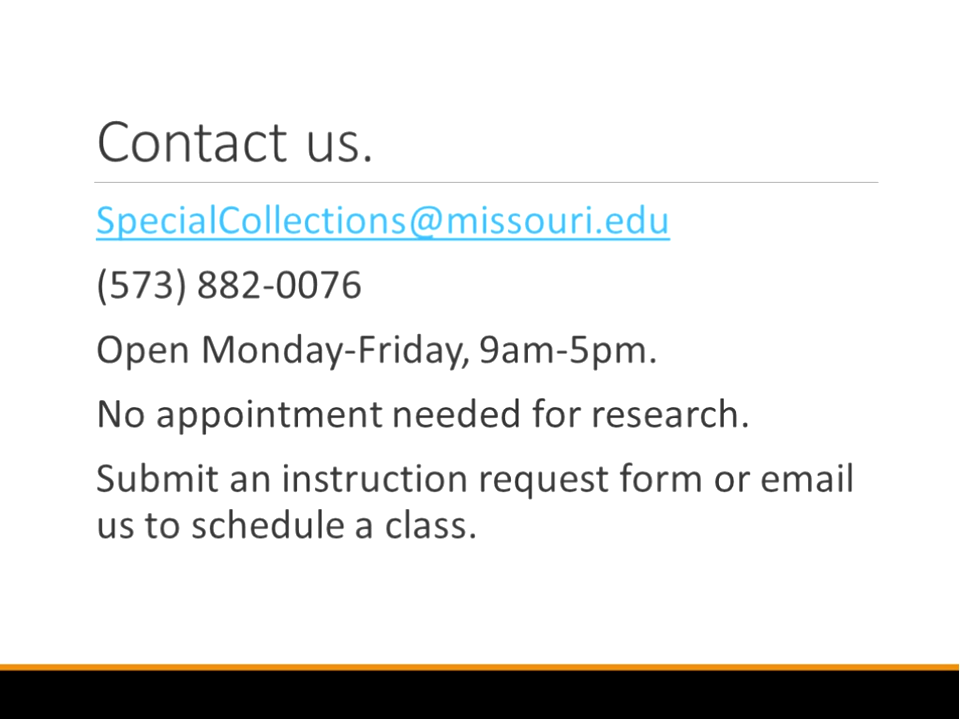 Contact us.
SpecialCollections@missouri.edu
(573) 882-0076
Open Monday-Friday, 9am-5pm.
No appointment needed for research.
Submit an instruction request form or email
us to schedule a class.